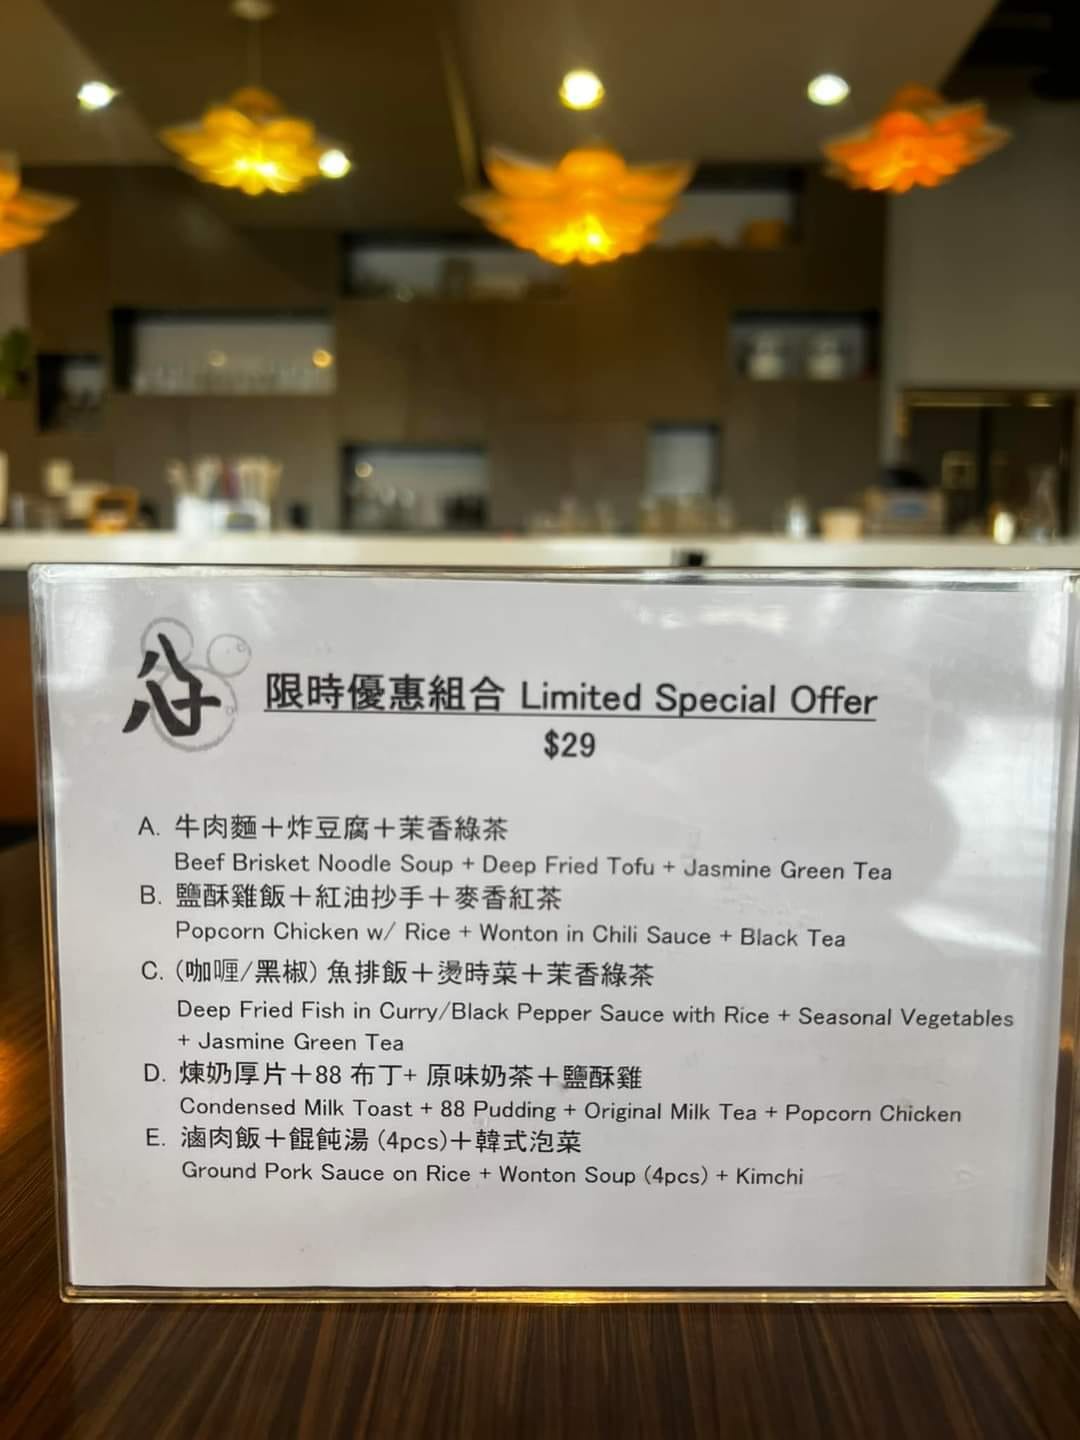 限時優惠組合 Limited Special Offer
$29
A. 牛肉麵＋炸豆腐＋茉香綠茶
Beef Brisket Noodle Soup + Deep Fried Tofu + Jasmine Green Tea
B. 鹽酥雞飯＋紅油抄手＋麥香紅茶
Popcorn Chicken w/ Rice + Wonton in Chili Sauce + Black Tea
C. (咖喱/黑椒) 魚排飯＋燙時菜＋茉香綠茶
Deep Fried Fish in Curry/Black Pepper Sauce with Rice + Seasonal Vegetables
+ Jasmine Green Tea
D. 煉奶厚片＋88 布丁+ 原味奶茶＋鹽酥雞
Condensed Milk Toast + 88 Pudding + Original Milk Tea + Popcorn Chicken
E. 滷肉飯＋餛飩湯 (4pcs)＋韓式泡菜
Ground Pork Sauce on Rice + Wonton Soup (4pcs) + Kimchi